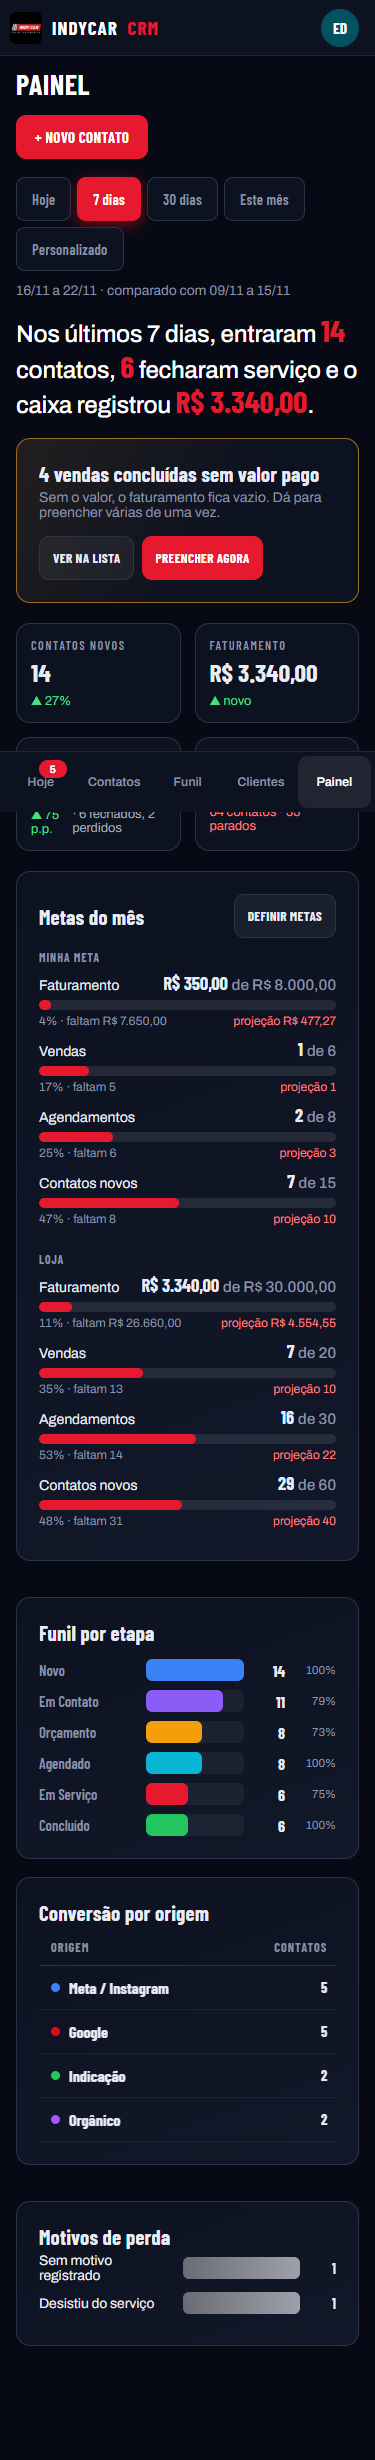 INDYCAR CRM
ED
PAINEL
+ NOVO CONTATO
Hoje
7 dias
30 dias
Este mês
Personalizado
16/11 a 22/11 · comparado com 09/11 a 15/11
Nos últimos 7 dias, entraram 14
contatos, 6 fecharam serviço e o
caixa registrou R$ 3.340,00.
4 vendas concluídas sem valor pago
Sem o valor, o faturamento fica vazio. Dá para
preencher várias de uma vez.
VER NA LISTA
PREENCHER AGORA
CONTATOS NOVOS
14
▲ 27%
FATURAMENTO
R$ 3.340,00
▲ novo
5
Hoje
Contatos
Funil
Clientes
Painel
▲ 75
p.p.
· 6 fechados, 2
perdidos
parados
Metas do mês
DEFINIR METAS
MINHA META
Faturamento R$ 350,00 de R$ 8.000,00
4% · faltam R$ 7.650,00 projeção R$ 477,27
Vendas 1 de 6
17% · faltam 5 projeção 1
Agendamentos 2 de 8
25% · faltam 6 projeção 3
Contatos novos 7 de 15
47% · faltam 8 projeção 10
LOJA
Faturamento R$ 3.340,00 de R$ 30.000,00
11% · faltam R$ 26.660,00 projeção R$ 4.554,55
Vendas 7 de 20
35% · faltam 13 projeção 10
Agendamentos 16 de 30
53% · faltam 14 projeção 22
Contatos novos 29 de 60
48% · faltam 31 projeção 40
Funil por etapa
Novo 14 100%
Em Contato 11 79%
Orçamento 8 73%
Agendado 8 100%
Em Serviço 6 75%
Concluído 6 100%
Conversão por origem
ORIGEM CONTATOS
Meta / Instagram 5
Google 5
Indicação 2
Orgânico 2
Motivos de perda
Sem motivo
registrado 1
Desistiu do serviço 1